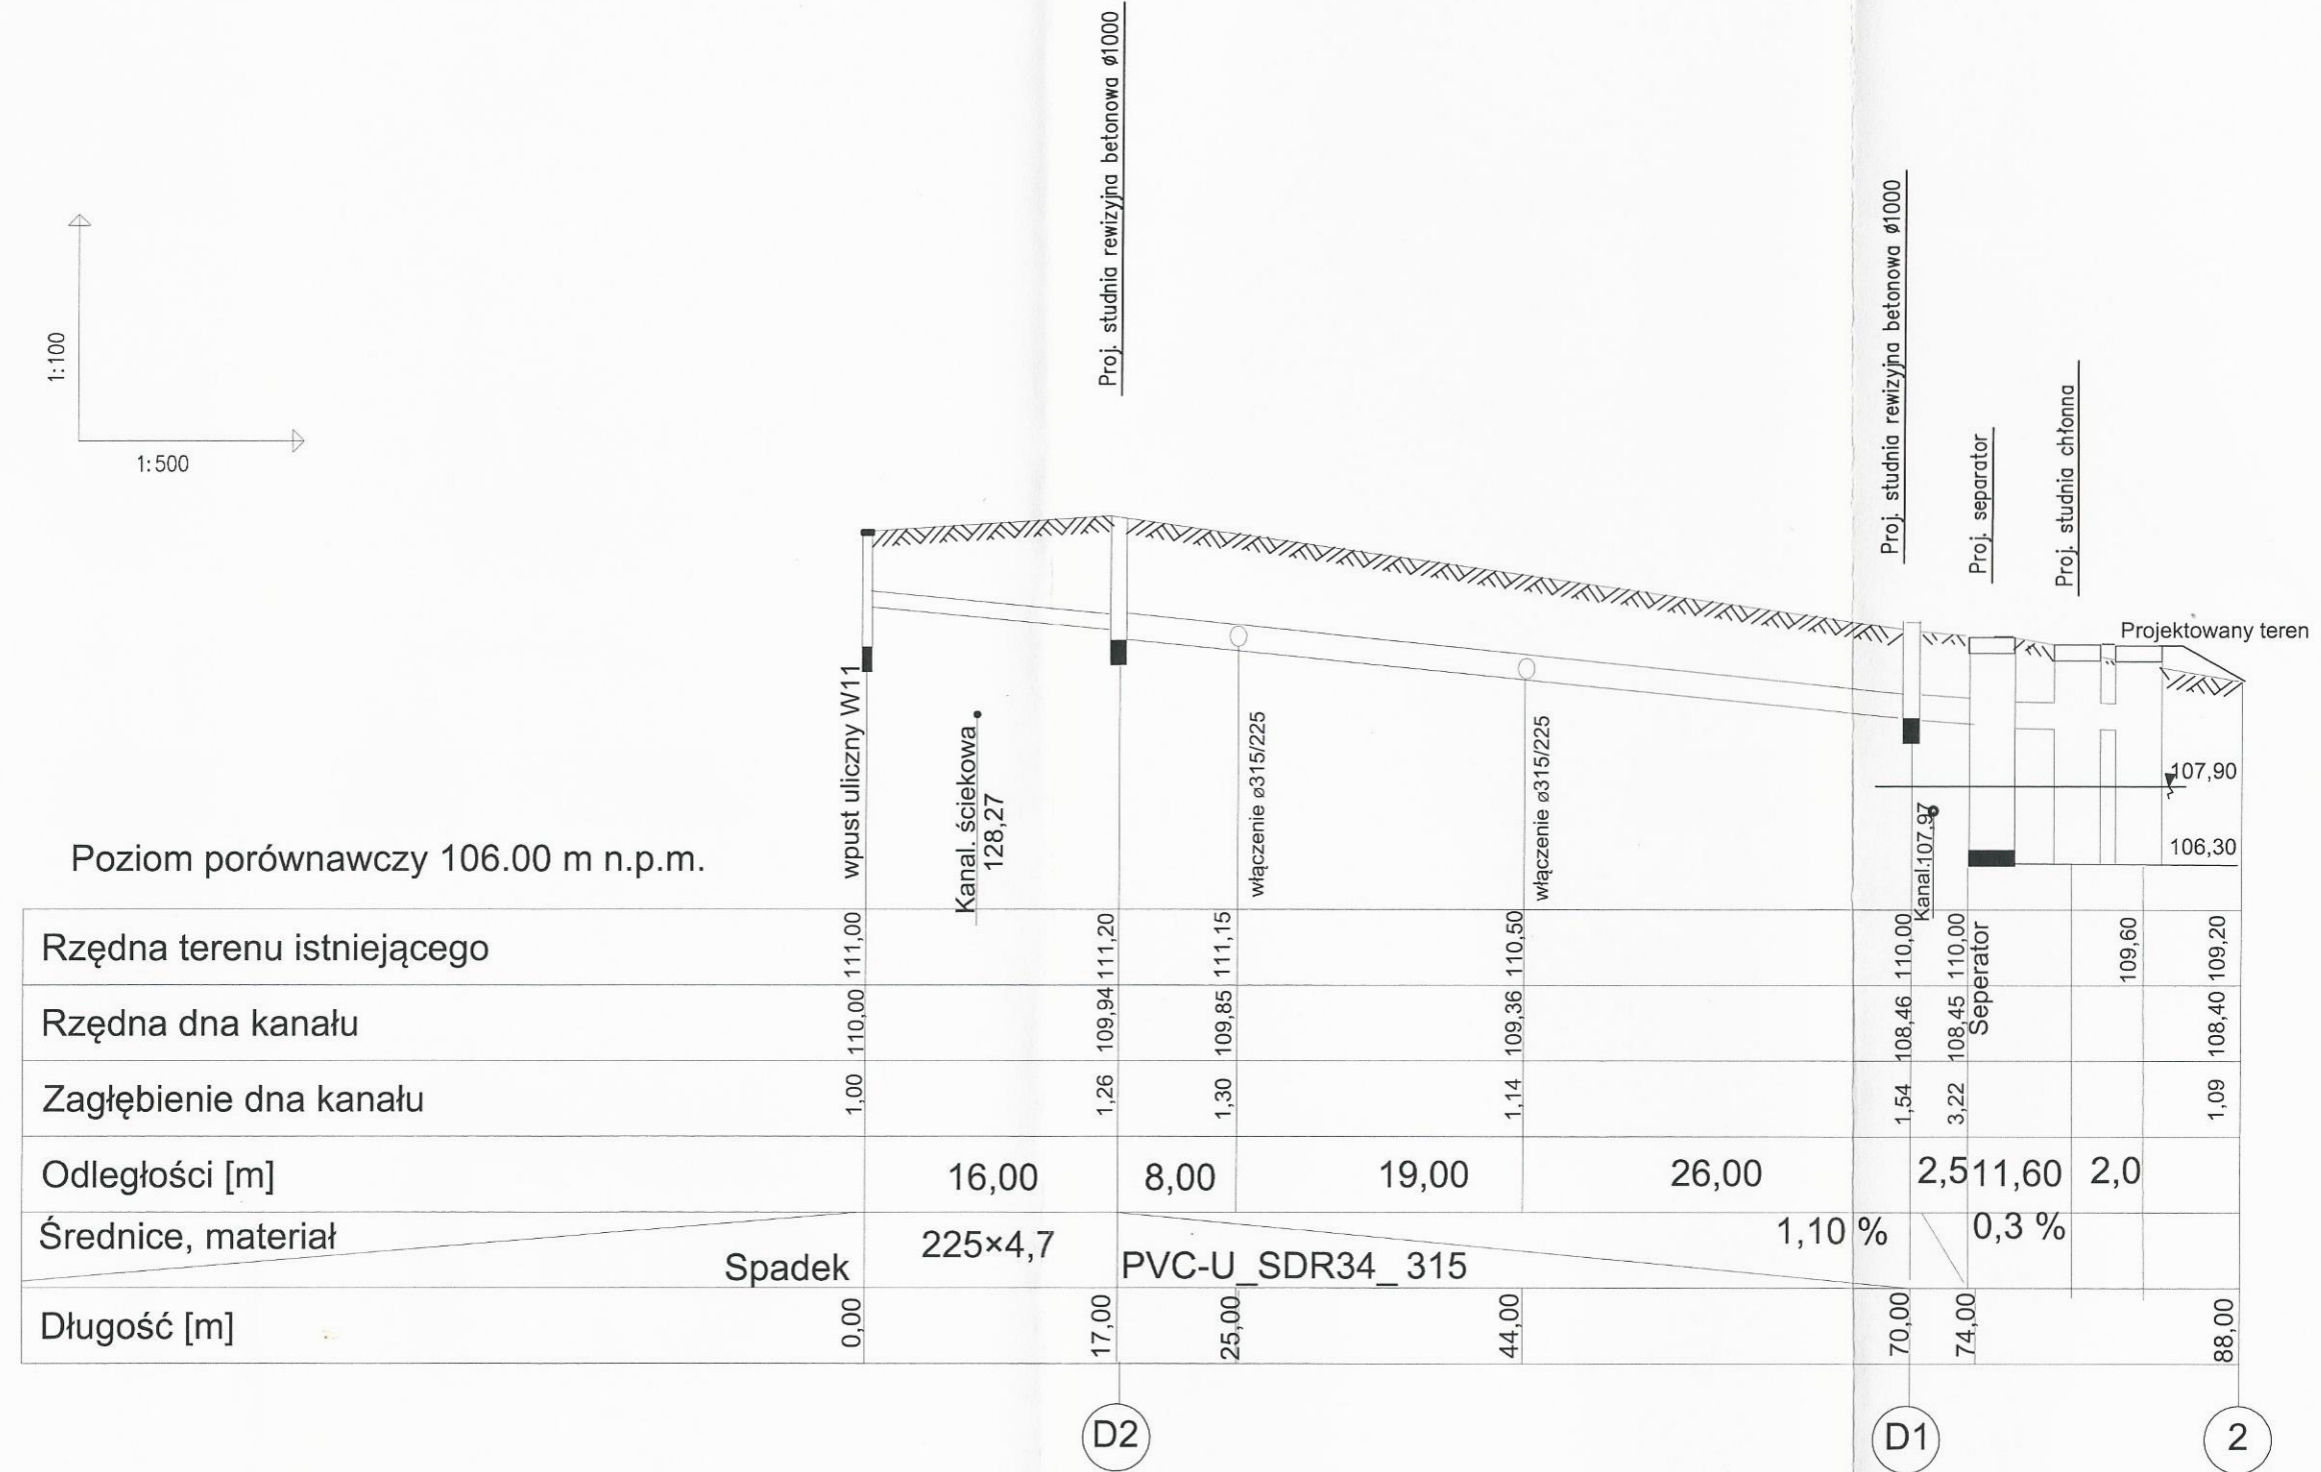 Proj. studnia rewizyjna betonowa ø1000
Proj. studnia rewizyjna betonowa ø1000
Proj. separator
Proj. studnia chłonna
1:100
1:500
Projektowany teren
wpust uliczny W11
Kanal. ściekowa
128,27
włączenie ø315/225
włączenie ø315/225
Kanal.107,97
107,90
106,30
Poziom porównawczy 106.00 m n.p.m.
Rzędna terenu istniejącego
111,00 111,20 111,15 110,50 110,00 110,00 109,60 109,20
Seperator
Rzędna dna kanału
110,00 109,94 109,85 109,36 108,46 108,45 108,40
Zagłębienie dna kanału
1,00 1,26 1,30 1,14 1,54 3,22 1,09
Odległości [m]
16,00 8,00 19,00 26,00 2,511,60 2,0
Średnice, materiał
Spadek
225×4,7
PVC-U_SDR34_ 315
1,10 %
0,3 %
Długość [m]
0,00 17,00 25,00 44,00 70,00 74,00 88,00
D2 D1 2